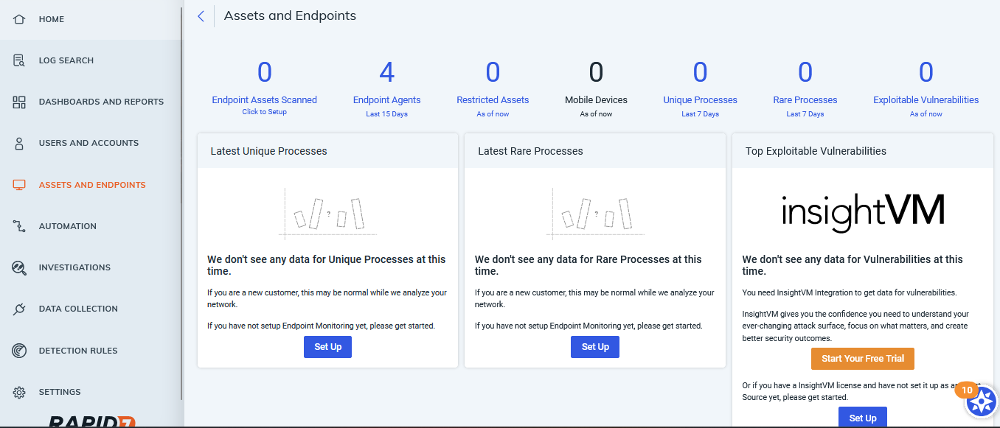 HOME
LOG SEARCH
DASHBOARDS AND REPORTS
USERS AND ACCOUNTS
ASSETS AND ENDPOINTS
AUTOMATION
INVESTIGATIONS
DATA COLLECTION
DETECTION RULES
SETTINGS
RAPID7
Assets and Endpoints
0
Endpoint Assets Scanned
Click to Setup
4
Endpoint Agents
Last 15 Days
0
Restricted Assets
As of now
0
Mobile Devices
As of now
0
Unique Processes
Last 7 Days
0
Rare Processes
Last 7 Days
0
Exploitable Vulnerabilities
As of now
Latest Unique Processes
?
We don't see any data for Unique Processes at this
time.
If you are a new customer, this may be normal while we analyze your
network.
If you have not setup Endpoint Monitoring yet, please get started.
Set Up
Latest Rare Processes
?
We don't see any data for Rare Processes at this
time.
If you are a new customer, this may be normal while we analyze your
network.
If you have not setup Endpoint Monitoring yet, please get started.
Set Up
Top Exploitable Vulnerabilities
insightVM
We don't see any data for Vulnerabilities at this
time.
You need InsightVM Integration to get data for vulnerabilities.
InsightVM gives you the confidence you need to understand your
ever-changing attack surface, focus on what matters, and create
better security outcomes.
Start Your Free Trial
Or if you have a InsightVM license and have not set it up as
Source yet, please get started.
Set Up
10